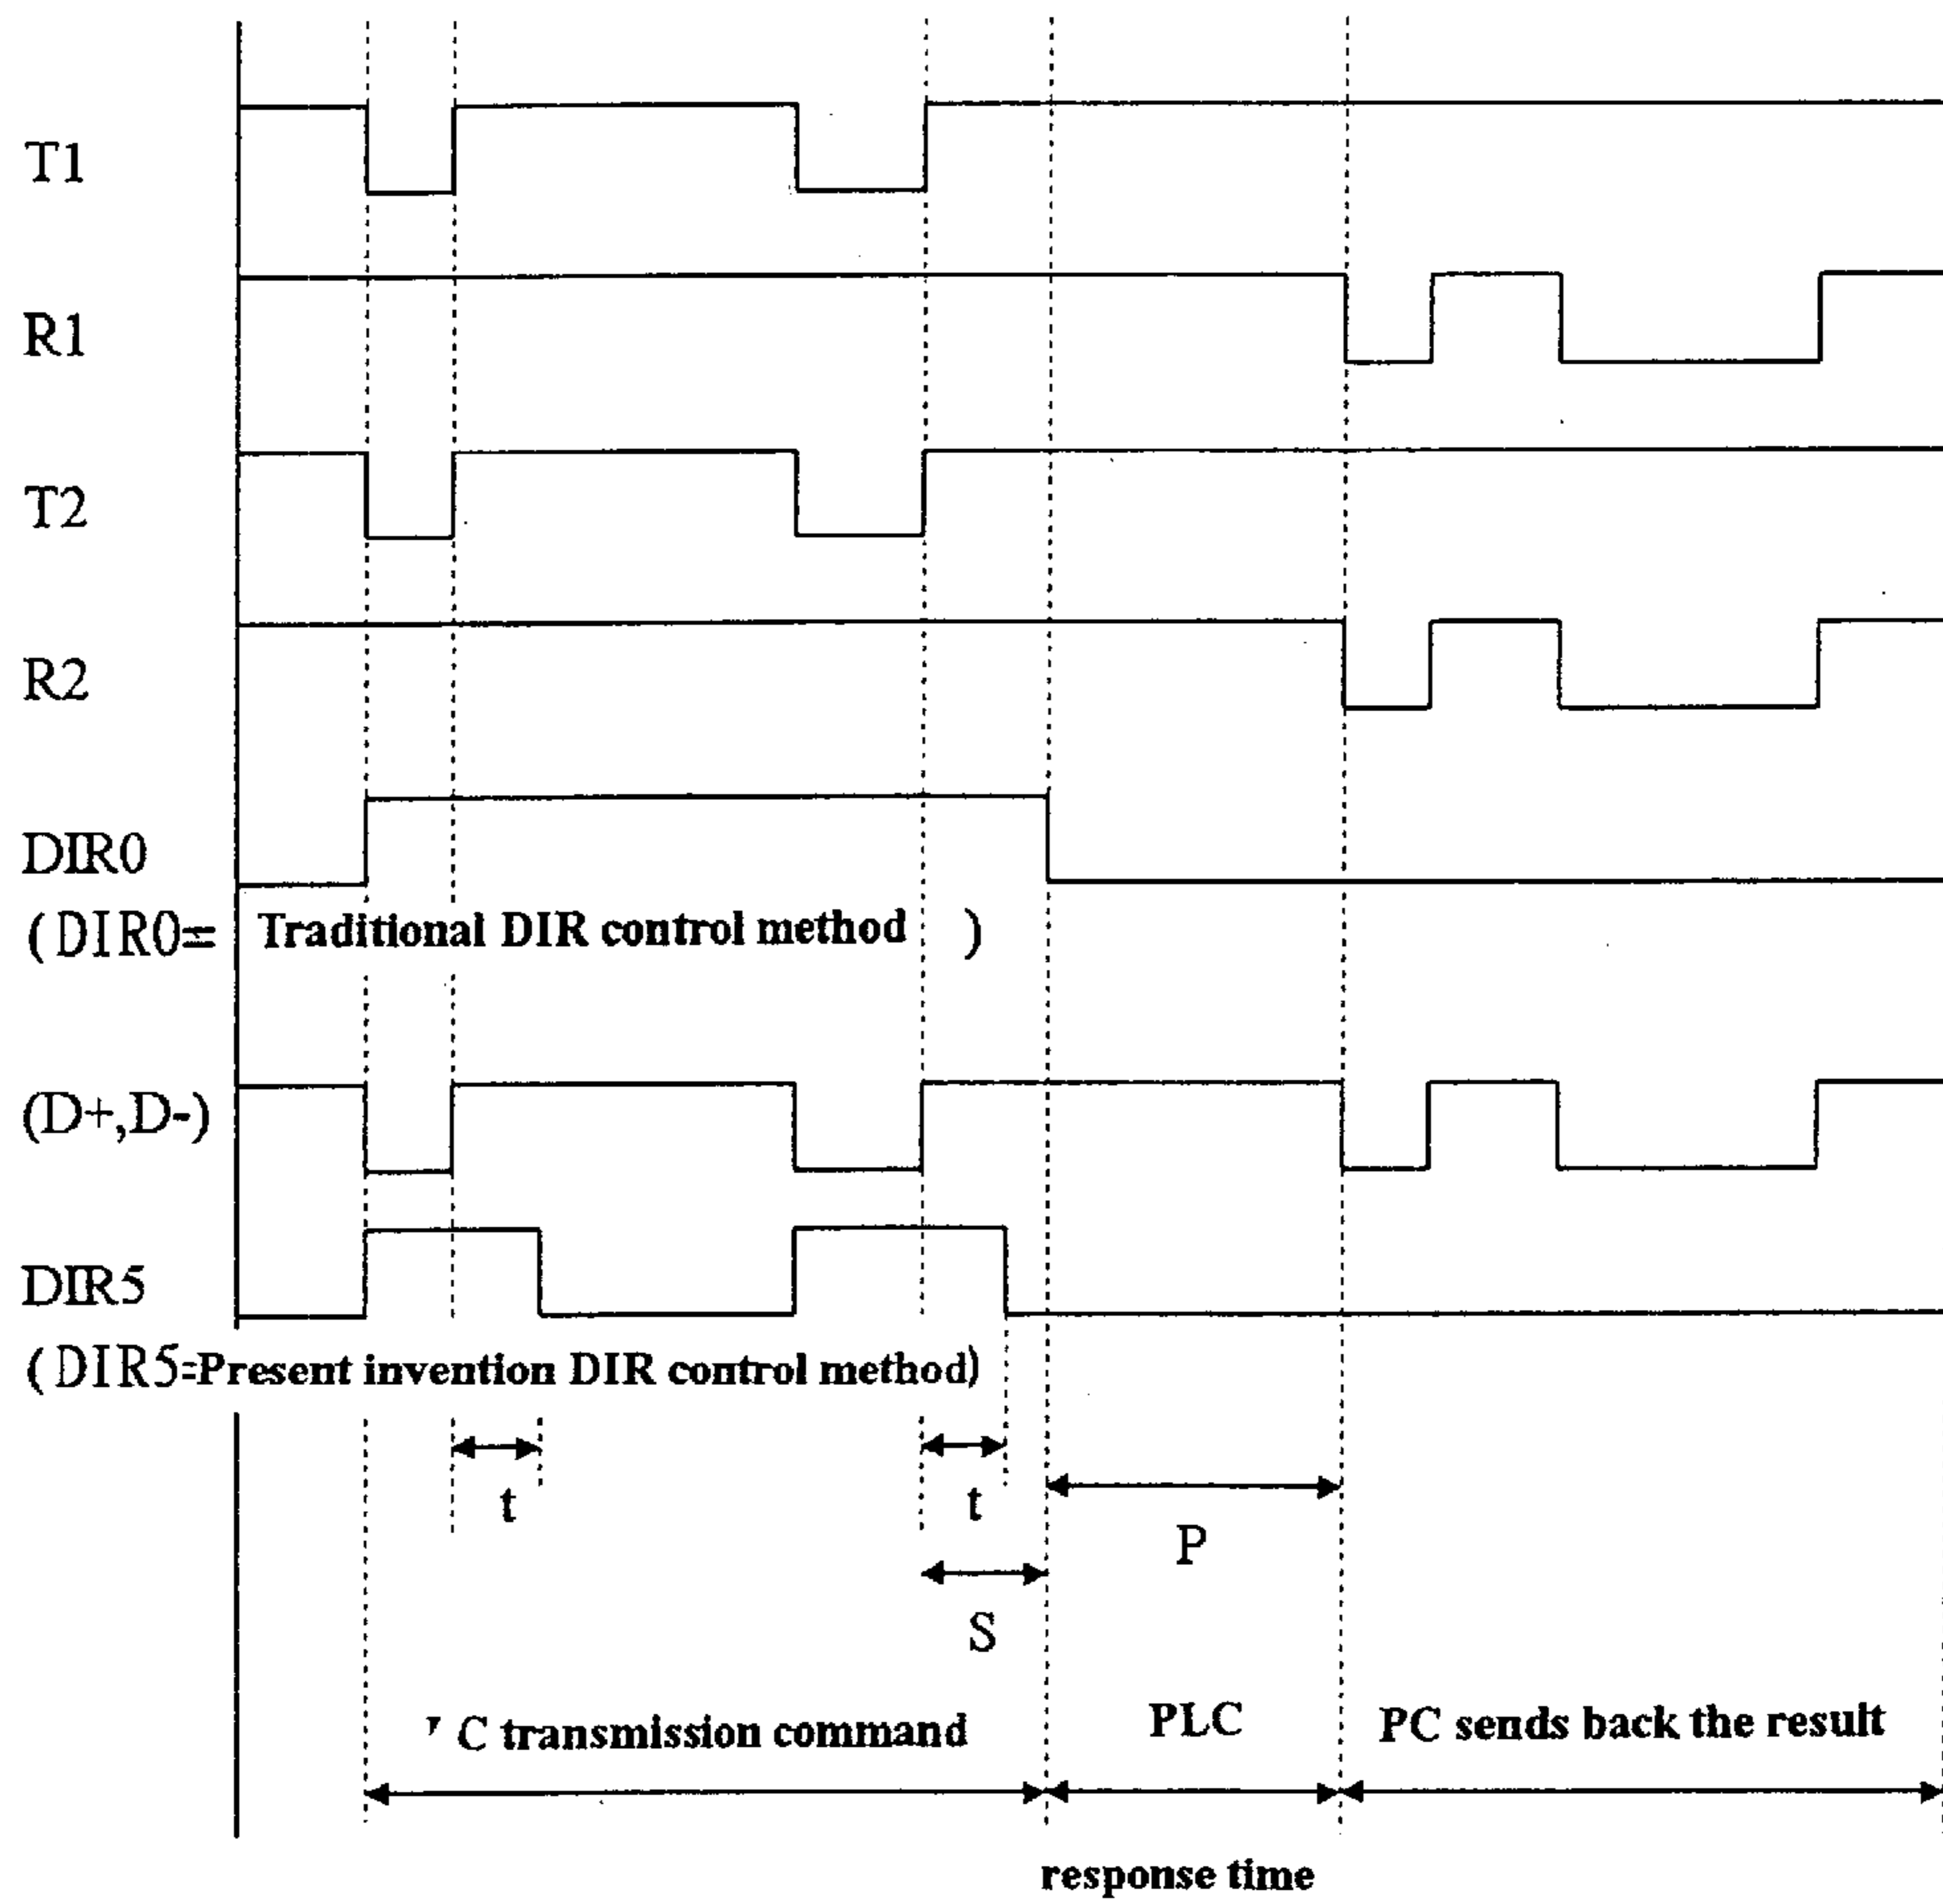 T1
R1
T2
R2
DIR0
(DIR0= Traditional DIR control method )
(D+,D-)
DIR5
(DIR5=Present invention DIR control method)
t
t
P
S
C transmission command
PLC
PC sends back the result
response time